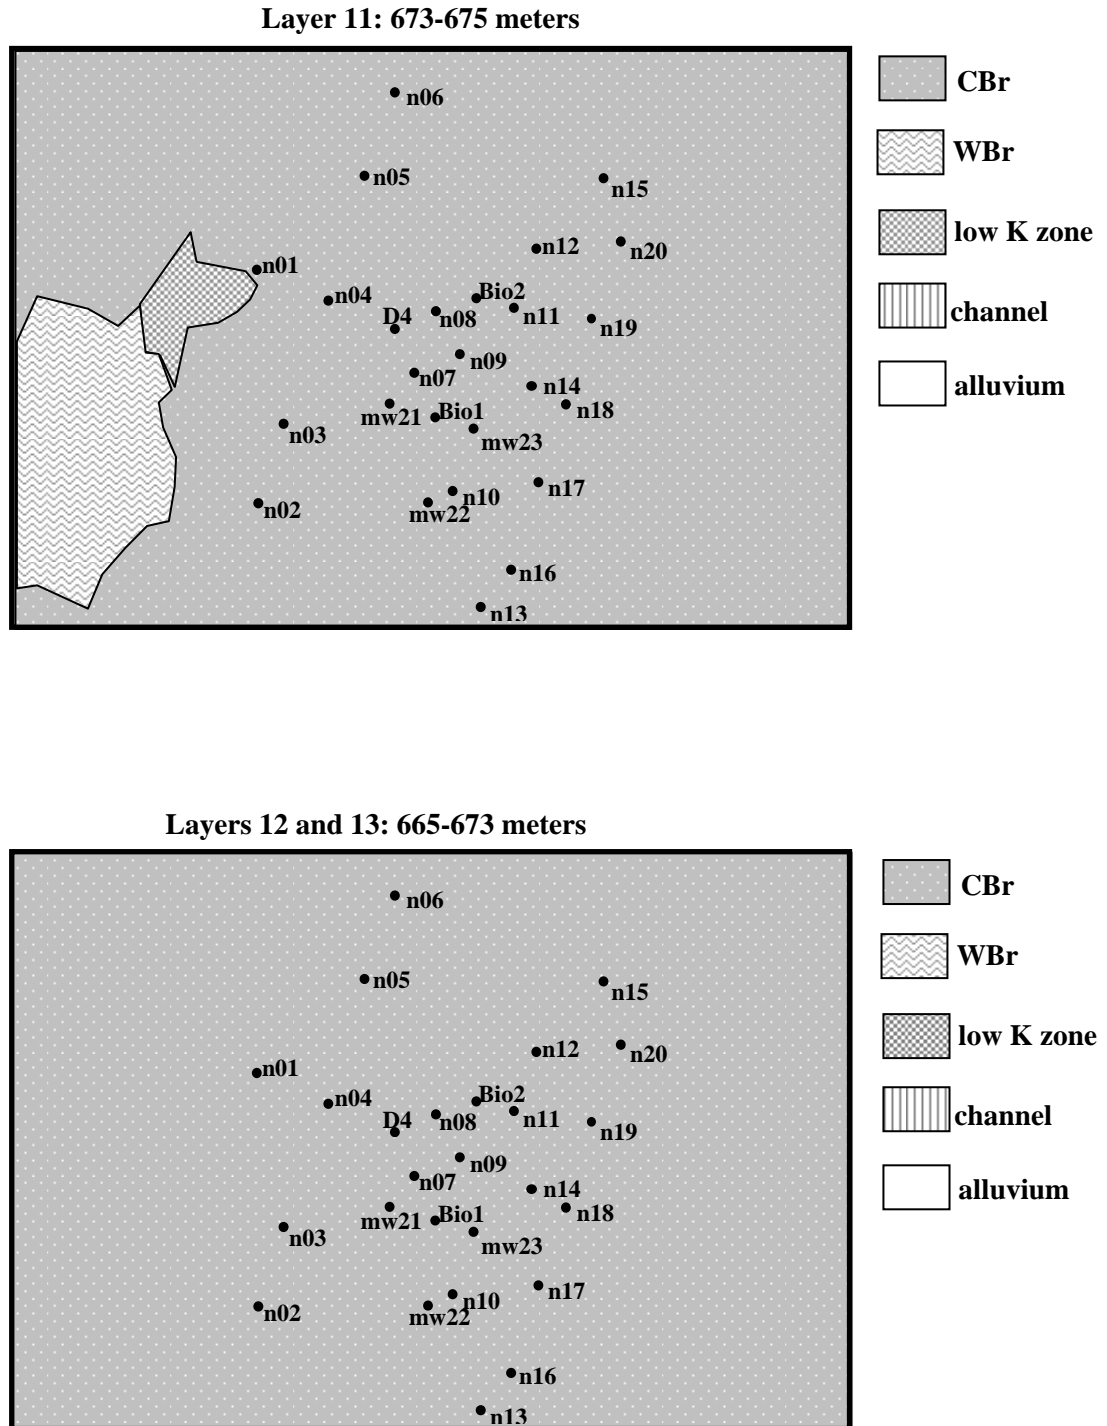 Layer 11: 673-675 meters
n06
CBr
WBr
n05
n15
low K zone
n12
n20
n01
n04
Bio2
D4
n08
n11
n19
channel
n09
n07
n14
alluvium
mw21
Bio1
n18
n03
mw23
n10
n17
n02
mw22
n16
n13
Layers 12 and 13: 665-673 meters
n06
CBr
WBr
n05
n15
low K zone
n12
n20
n01
n04
Bio2
D4
n08
n11
n19
channel
n09
n07
n14
alluvium
mw21
Bio1
n18
n03
mw23
n10
n17
n02
mw22
n16
n13